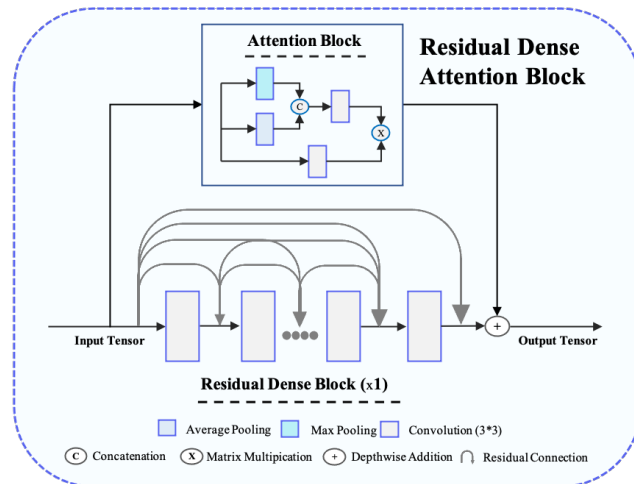 Attention Block
Residual Dense
Attention Block
C
X
Input Tensor
+
Output Tensor
Residual Dense Block (x1)
Average Pooling
Max Pooling
Convolution (3*3)
C Concatenation
X Matrix Multipication
+ Depthwise Addition
Residual Connection